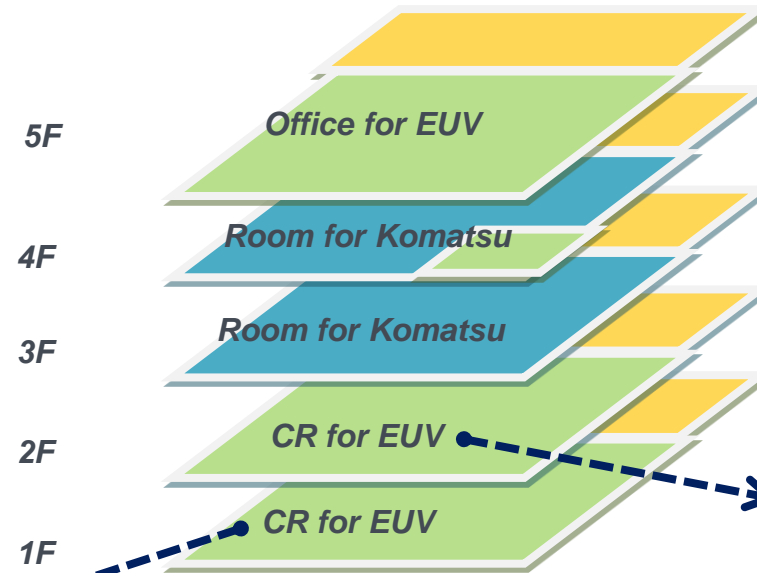 5F
Office for EUV
4F
Room for Komatsu
3F
Room for Komatsu
2F
CR for EUV
1F
CR for EUV